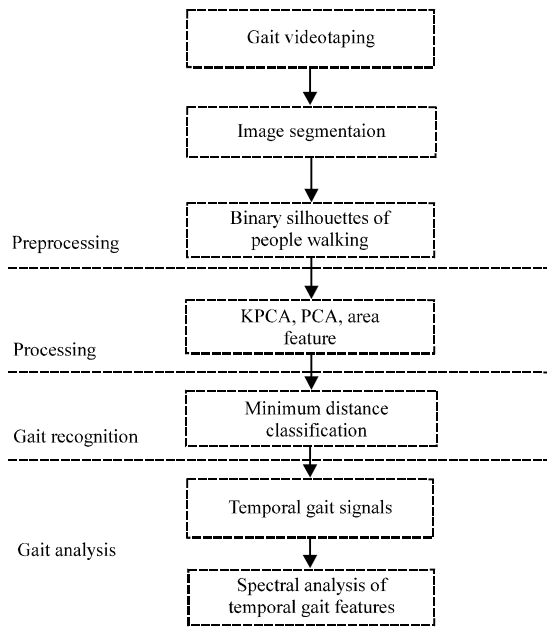 Gait videotaping
Image segmentaion
Binary silhouettes of
people walking
Preprocessing
KPCA, PCA, area
feature
Processing
Minimum distance
classification
Gait recognition
Temporal gait signals
Gait analysis
Spectral analysis of
temporal gait features